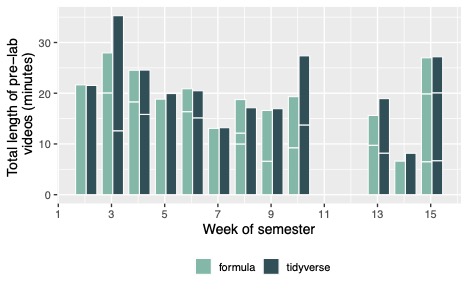 Total length of pre−lab
videos (minutes)
30
20
10
0
1 3 5 7 9 11 13 15
Week of semester
formula tidyverse